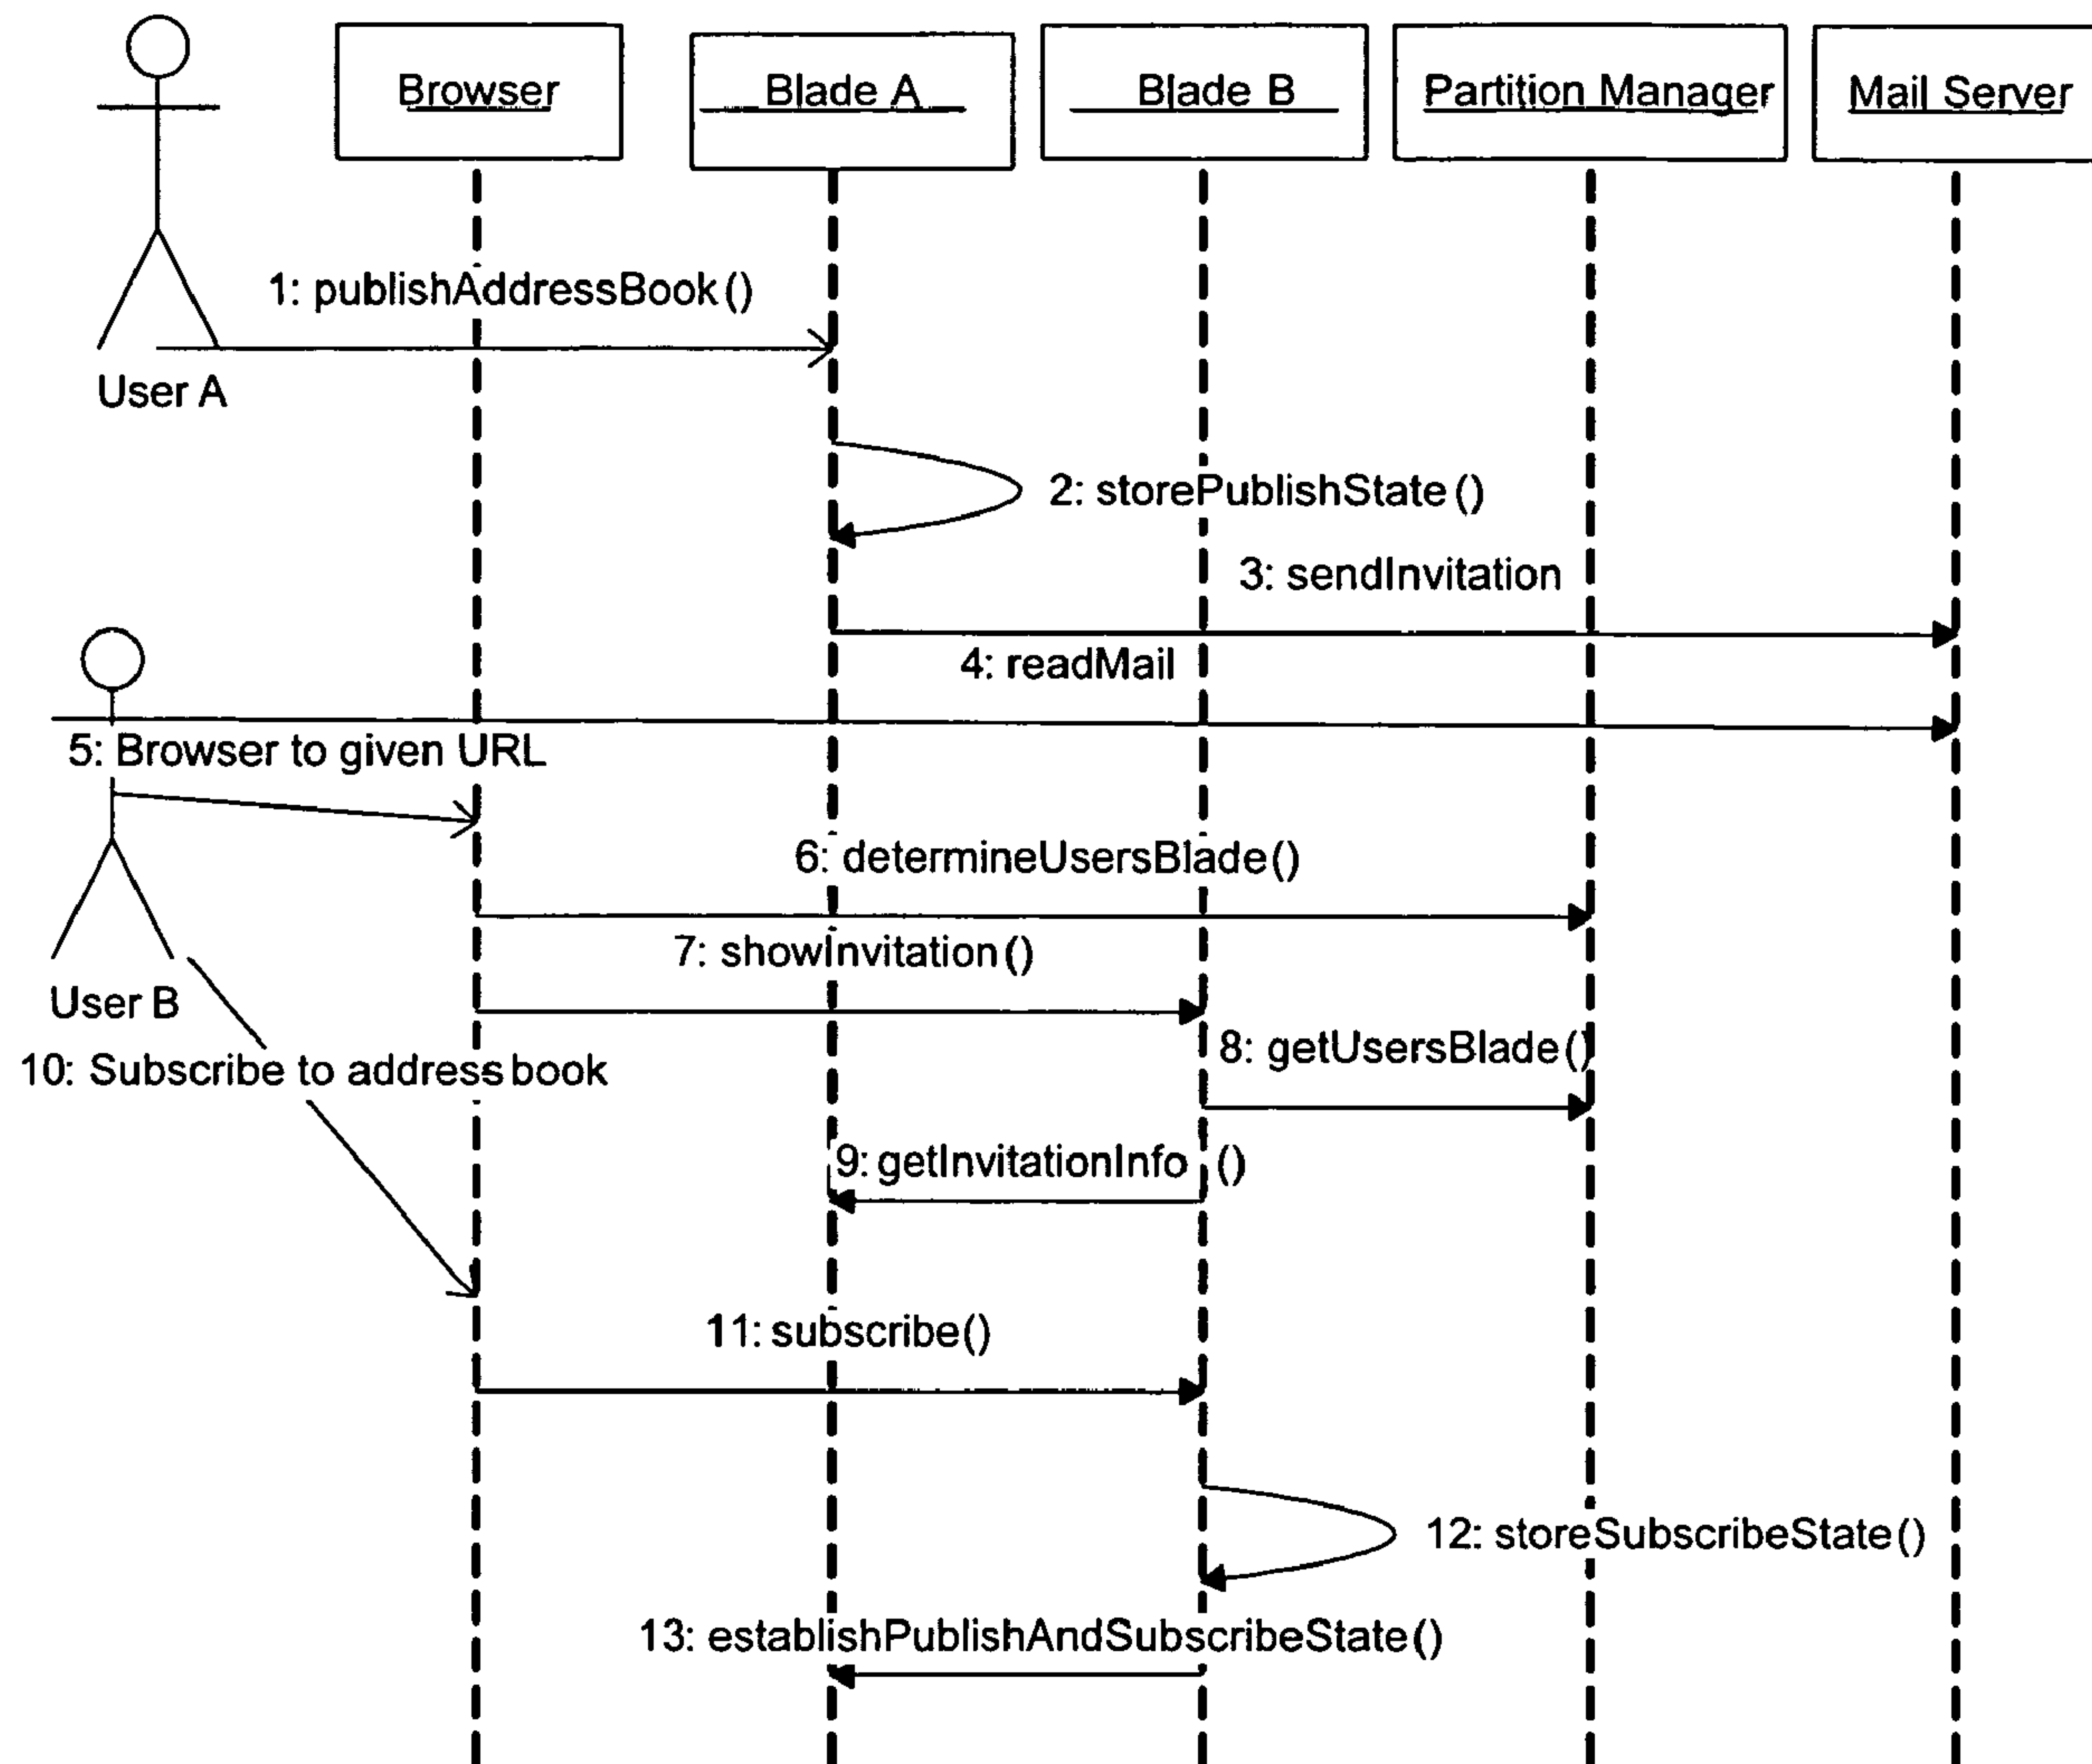 Browser
Blade A
Blade B
Partition Manager
Mail Server
1: publishAddressBook()
User A
2: storePublishState()
3: sendInvitation
4: readMail
5: Browser to given URL
6: determineUsersBlade()
7: showInvitation()
User B
8: getUsersBlade()
10: Subscribe to address book
9: getInvitationInfo ()
11: subscribe()
12: storeSubscribeState()
13: establishPublishAndSubscribeState()